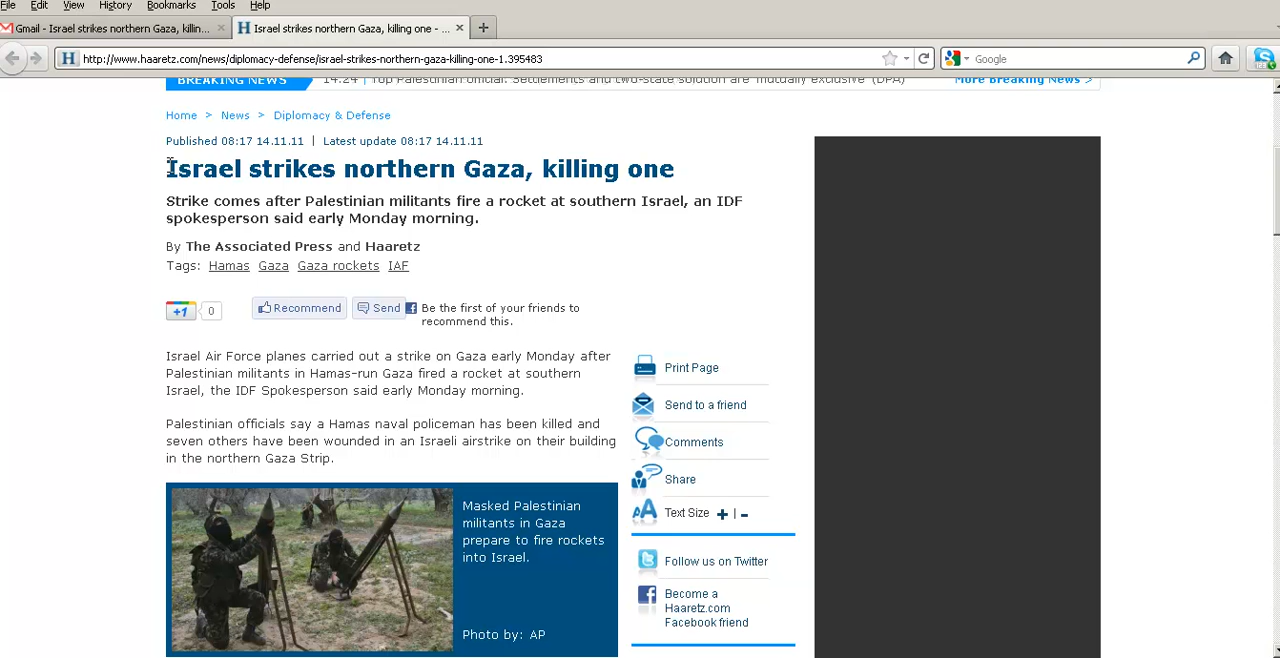 File Edit View History Bookmarks Tools Help
Gmail - Israel strikes northern Gaza, killin...
Israel strikes northern Gaza, killing one - ...
http://www.haaretz.com/news/diplomacy-defense/israel-strikes-northern-gaza-killing-one-1.395483
Google
BREAKING NEWS 14:24 | Top Palestinian official: Settlements and two-state solution are 'mutually exclusive' (DPA) More Breaking News >
Home > News > Diplomacy & Defense
Published 08:17 14.11.11 | Latest update 08:17 14.11.11
Israel strikes northern Gaza, killing one
Strike comes after Palestinian militants fire a rocket at southern Israel, an IDF
spokesperson said early Monday morning.
By The Associated Press and Haaretz
Tags: Hamas Gaza Gaza rockets IAF
+1 0
Recommend
Send
Be the first of your friends to
recommend this.
Israel Air Force planes carried out a strike on Gaza early Monday after
Palestinian militants in Hamas-run Gaza fired a rocket at southern
Israel, the IDF Spokesperson said early Monday morning.
Palestinian officials say a Hamas naval policeman has been killed and
seven others have been wounded in an Israeli airstrike on their building
in the northern Gaza Strip.
Masked Palestinian
militants in Gaza
prepare to fire rockets
into Israel.
Photo by: AP
Print Page
Send to a friend
Comments
Share
AA Text Size + | -
Follow us on Twitter
Become a
Haaretz.com
Facebook friend